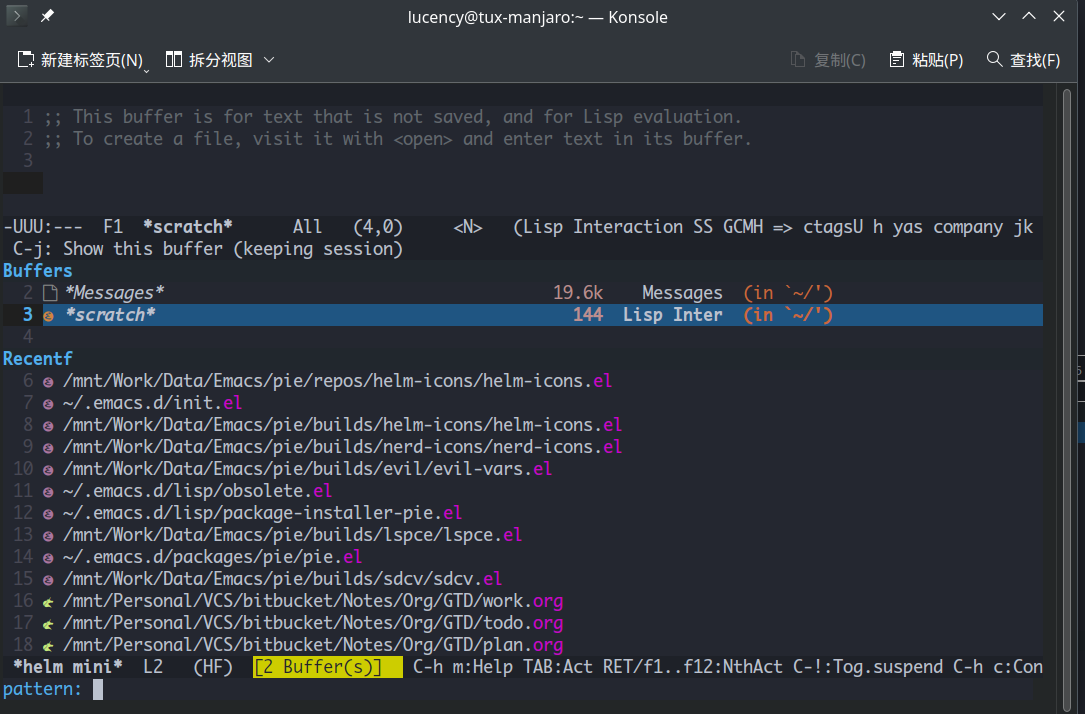 lucency@tux-manjaro:~ — Konsole
新建标签页(N) 拆分视图 复制(C) 粘贴(P) 查找(F)
1 ;; This buffer is for text that is not saved, and for Lisp evaluation.
2 ;; To create a file, visit it with <open> and enter text in its buffer.
3
-UUU:--- F1 *scratch* All (4,0) <N> (Lisp Interaction SS GCMH => ctagsU h yas company jk
C-j: Show this buffer (keeping session)
Buffers
2 *Messages* 19.6k Messages (in `~/')
3 *scratch* 144 Lisp Inter (in `~/')
4
Recentf
6 /mnt/Work/Data/Emacs/pie/repos/helm-icons/helm-icons.el
7 ~/.emacs.d/init.el
8 /mnt/Work/Data/Emacs/pie/builds/helm-icons/helm-icons.el
9 /mnt/Work/Data/Emacs/pie/builds/nerd-icons/nerd-icons.el
10 /mnt/Work/Data/Emacs/pie/builds/evil/evil-vars.el
11 ~/.emacs.d/lisp/obsolete.el
12 ~/.emacs.d/lisp/package-installer-pie.el
13 /mnt/Work/Data/Emacs/pie/builds/lspce/lspce.el
14 ~/.emacs.d/packages/pie/pie.el
15 /mnt/Work/Data/Emacs/pie/builds/sdcv/sdcv.el
16 /mnt/Personal/VCS/bitbucket/Notes/Org/GTD/work.org
17 /mnt/Personal/VCS/bitbucket/Notes/Org/GTD/todo.org
18 /mnt/Personal/VCS/bitbucket/Notes/Org/GTD/plan.org
*helm mini* L2 (HF) [2 Buffer(s)] C-h m:Help TAB:Act RET/f1..f12:NthAct C-!:Tog.suspend C-h c:Con
pattern: